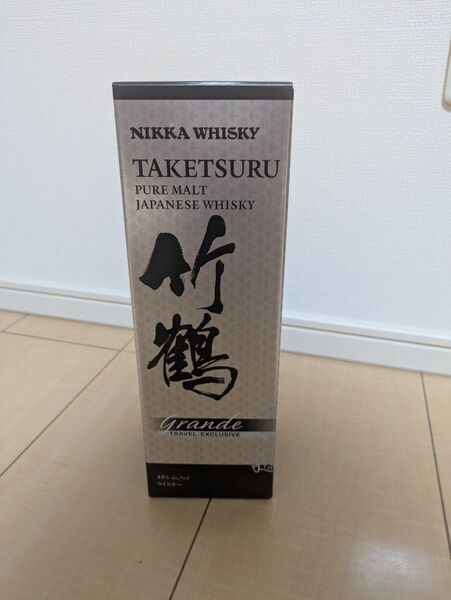 NIKKA WHISKY
TAKETSURU
PURE MALT
JAPANESE WHISKY
竹鶴
Grande
TRAVEL EXCLUSIVE
43% alc/vol
ウイスキー